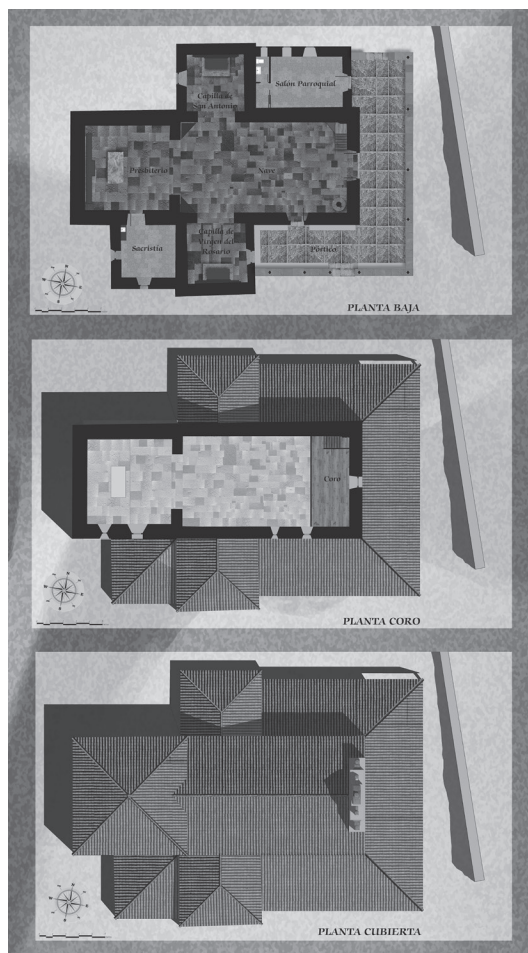 Capilla de
San Antonio
Salón Parroquial
Presbiterio
Nave
Capilla de
Virgen del
Rosario
Sacristía
Pórtico
PLANTA BAJA
Coro
PLANTA CORO
PLANTA CUBIERTA